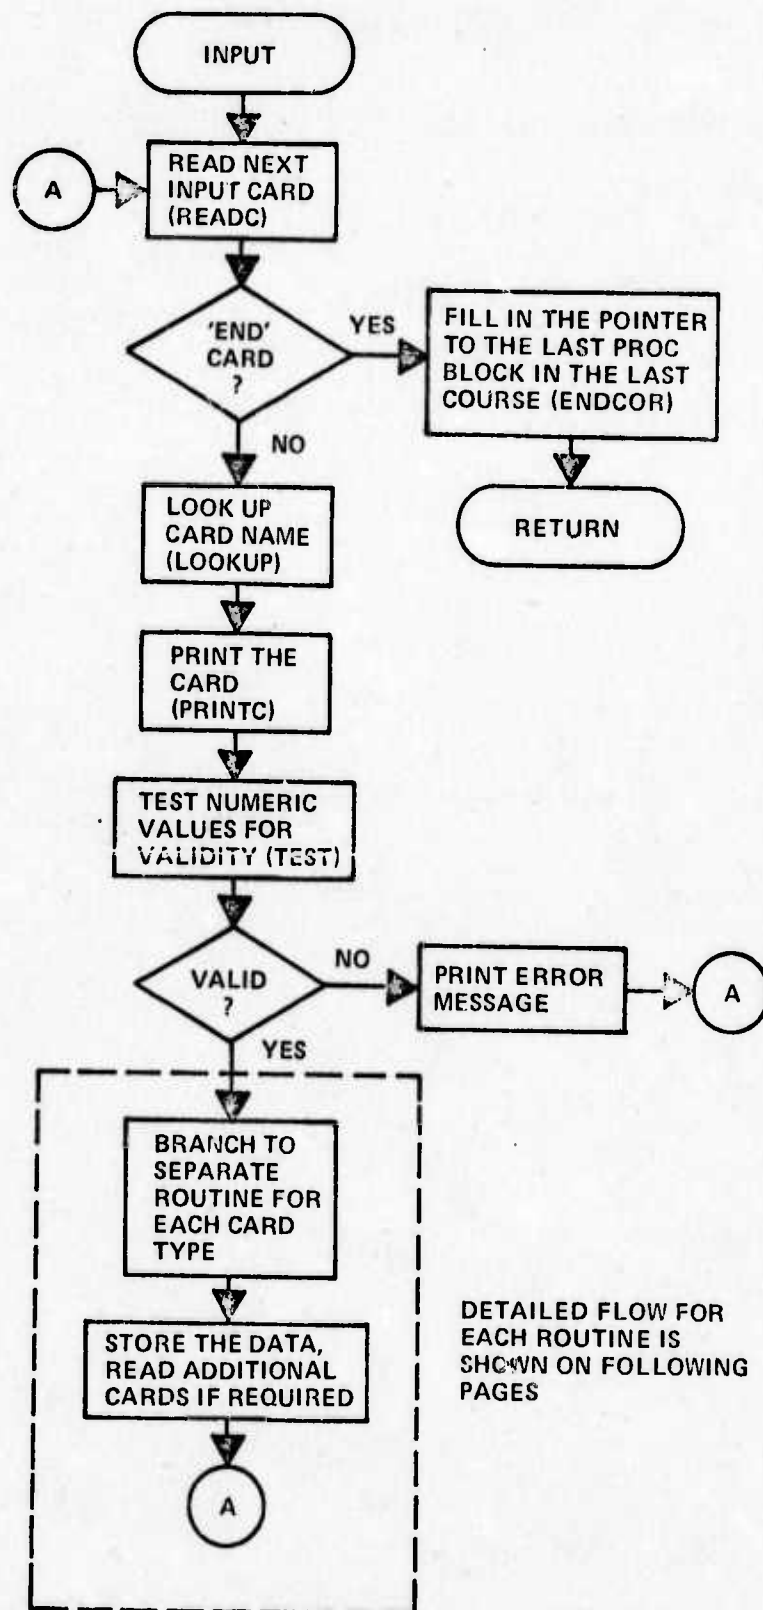 INPUT
A
READ NEXT
INPUT CARD
(READC)
'END'
CARD
?
YES
FILL IN THE POINTER
TO THE LAST PROC
BLOCK IN THE LAST
COURSE (ENDCOR)
RETURN
NO
LOOK UP
CARD NAME
(LOOKUP)
PRINT THE
CARD
(PRINTC)
TEST NUMERIC
VALUES FOR
VALIDITY (TEST)
VALID
?
NO
PRINT ERROR
MESSAGE
A
YES
BRANCH TO
SEPARATE
ROUTINE FOR
EACH CARD
TYPE
STORE THE DATA,
READ ADDITIONAL
CARDS IF REQUIRED
A
DETAILED FLOW FOR
EACH ROUTINE IS
SHOWN ON FOLLOWING
PAGES